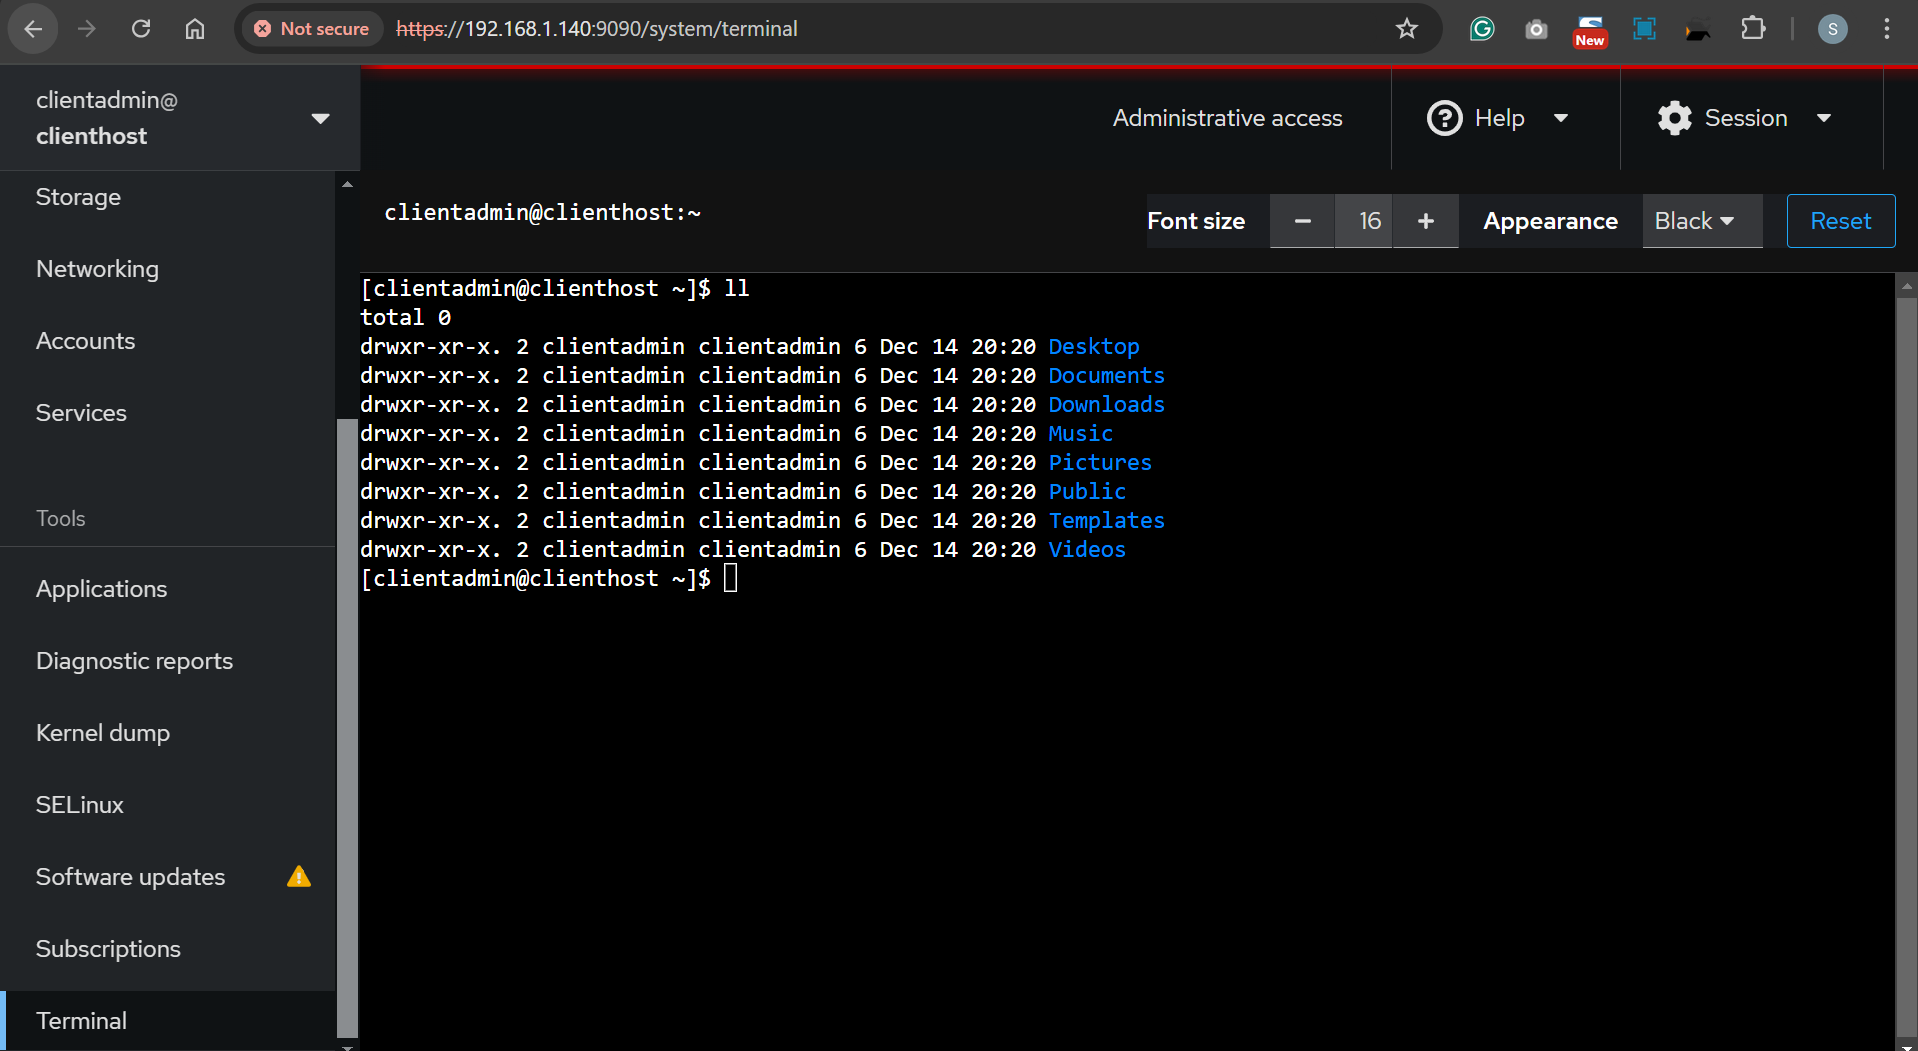 Not secure https://192.168.1.140:9090/system/terminal
New
S
clientadmin@
clienthost
Administrative access
Help
Session
Storage
Networking
Accounts
Services
Tools
Applications
Diagnostic reports
Kernel dump
SELinux
Software updates
Subscriptions
Terminal
clientadmin@clienthost:~
Font size
16
Appearance
Black
Reset
[clientadmin@clienthost ~]$ ll
total 0
drwxr-xr-x. 2 clientadmin clientadmin 6 Dec 14 20:20 Desktop
drwxr-xr-x. 2 clientadmin clientadmin 6 Dec 14 20:20 Documents
drwxr-xr-x. 2 clientadmin clientadmin 6 Dec 14 20:20 Downloads
drwxr-xr-x. 2 clientadmin clientadmin 6 Dec 14 20:20 Music
drwxr-xr-x. 2 clientadmin clientadmin 6 Dec 14 20:20 Pictures
drwxr-xr-x. 2 clientadmin clientadmin 6 Dec 14 20:20 Public
drwxr-xr-x. 2 clientadmin clientadmin 6 Dec 14 20:20 Templates
drwxr-xr-x. 2 clientadmin clientadmin 6 Dec 14 20:20 Videos
[clientadmin@clienthost ~]$